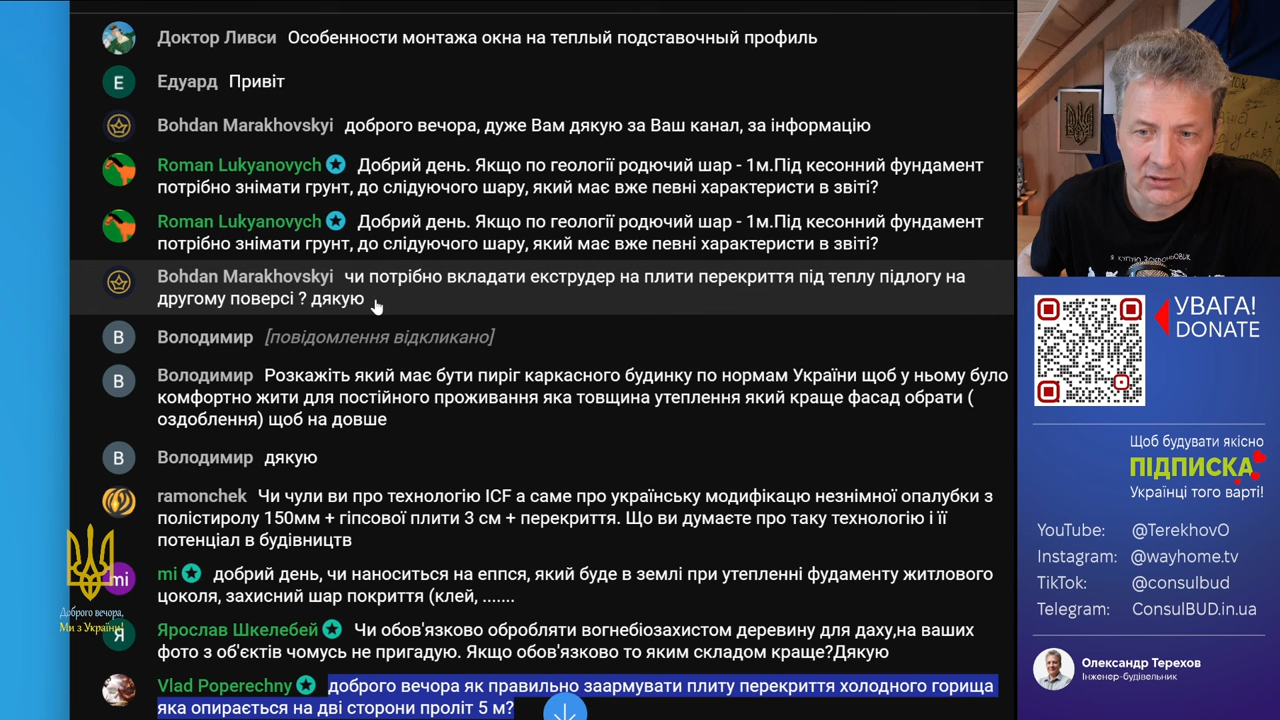 Доктор Ливси Особенности монтажа окна на теплый подставочный профиль
Е Едуард Привіт
Bohdan Marakhovskyi доброго вечора, дуже Вам дякую за Ваш канал, за інформацію
Roman Lukyanovych Добрий день. Якщо по геології родючий шар - 1м.Під кесонний фундамент
потрібно знімати грунт, до слідуючого шару, який має вже певні характеристи в звіті?
Roman Lukyanovych Добрий день. Якщо по геології родючий шар - 1м.Під кесонний фундамент
потрібно знімати грунт, до слідуючого шару, який має вже певні характеристи в звіті?
Bohdan Marakhovskyi чи потрібно вкладати екструдер на плити перекриття під теплу підлогу на
другому поверсі ? дякую
В Володимир [повідомлення відкликано]
В Володимир Розкажіть який має бути пиріг каркасного будинку по нормам України щоб у ньому було
комфортно жити для постійного проживання яка товщина утеплення який краще фасад обрати (
оздоблення) щоб на довше
В Володимир дякую
ramonchek Чи чули ви про технологію ICF а саме про українську модифікацю незнімної опалубки з
полістиролу 150мм + гіпсової плити 3 см + перекриття. Що ви думаєте про таку технологію і її
потенціал в будівництв
mi mi добрий день, чи наноситься на еппся, який буде в землі при утепленні фудаменту житлового
цоколя, захисний шар покриття (клей, .......
Доброго вечора,
Ми з України!
Я Ярослав Шкелебей Чи обов'язково обробляти вогнебіозахистом деревину для даху,на ваших
фото з об'єктів чомусь не пригадую. Якщо обов'язково то яким складом краще?Дякую
Vlad Poperechny доброго вечора як правильно заармувати плиту перекриття холодного горища
яка опирається на дві сторони проліт 5 м?
УВАГА!
DONATE
Щоб будувати якісно
ПІДПИСКА
Українці того варті!
YouTube: @TerekhovO
Instagram: @wayhome.tv
TikTok: @consulbud
Telegram: ConsulBUD.in.ua
Олександр Терехов
Інженер-будівельник